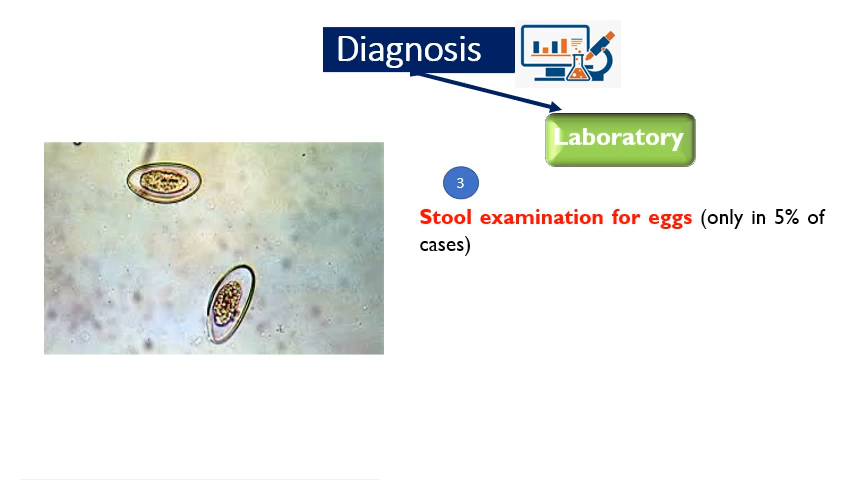 Diagnosis
Laboratory
3
Stool examination for eggs (only in 5% of
cases)